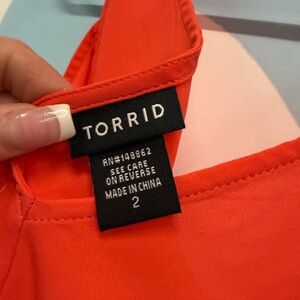 TORRID
RN#148862
SEE CARE
ON REVERSE
MADE IN CHINA
2